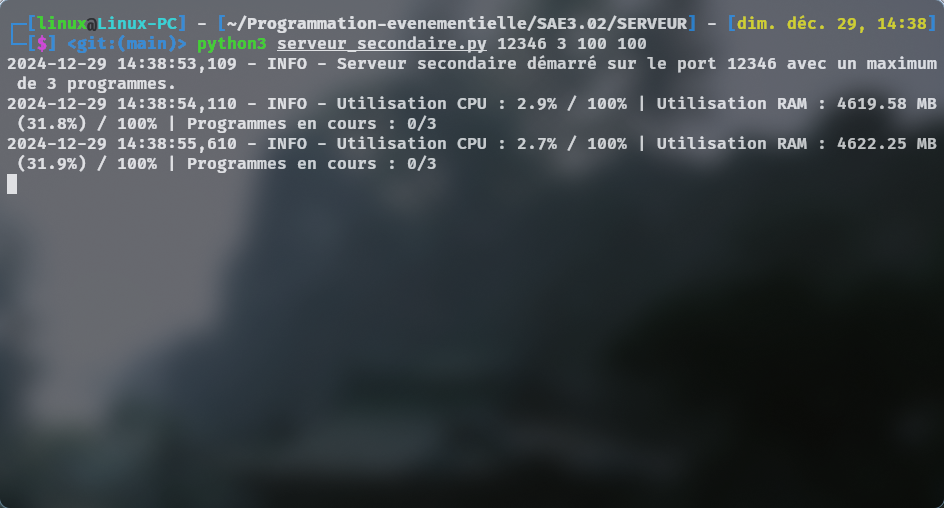 ┌─[linux@Linux-PC] - [~/Programmation-evenementielle/SAE3.02/SERVEUR] - [dim. déc. 29, 14:38]
└─[$] <git:(main)> python3 serveur_secondaire.py 12346 3 100 100
2024-12-29 14:38:53,109 - INFO - Serveur secondaire démarré sur le port 12346 avec un maximum
de 3 programmes.
2024-12-29 14:38:54,110 - INFO - Utilisation CPU : 2.9% / 100% | Utilisation RAM : 4619.58 MB
(31.8%) / 100% | Programmes en cours : 0/3
2024-12-29 14:38:55,610 - INFO - Utilisation CPU : 2.7% / 100% | Utilisation RAM : 4622.25 MB
(31.9%) / 100% | Programmes en cours : 0/3